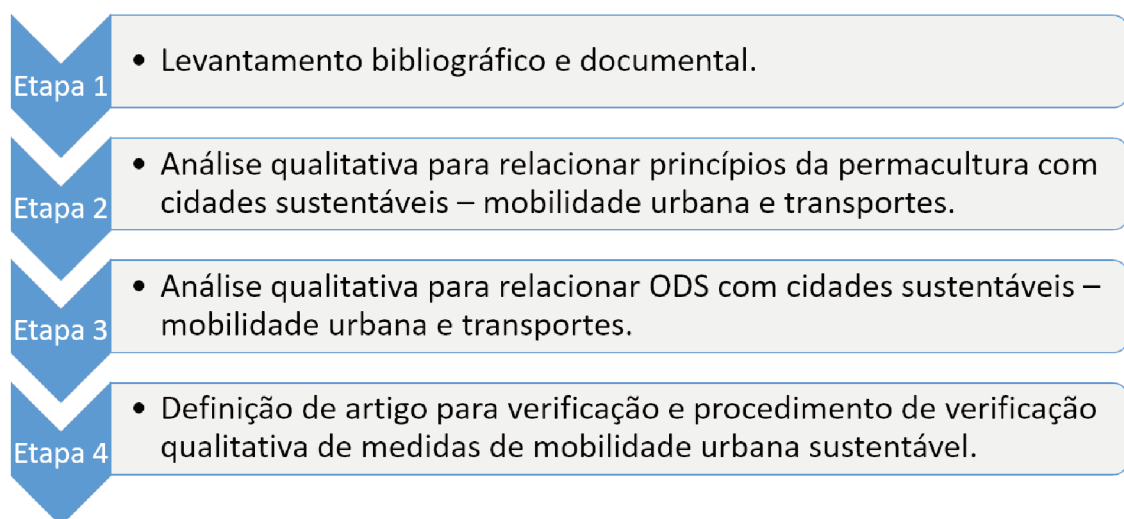 Etapa 1
• Levantamento bibliográfico e documental.
Etapa 2
• Análise qualitativa para relacionar princípios da permacultura com
cidades sustentáveis – mobilidade urbana e transportes.
Etapa 3
• Análise qualitativa para relacionar ODS com cidades sustentáveis –
mobilidade urbana e transportes.
Etapa 4
• Definição de artigo para verificação e procedimento de verificação
qualitativa de medidas de mobilidade urbana sustentável.